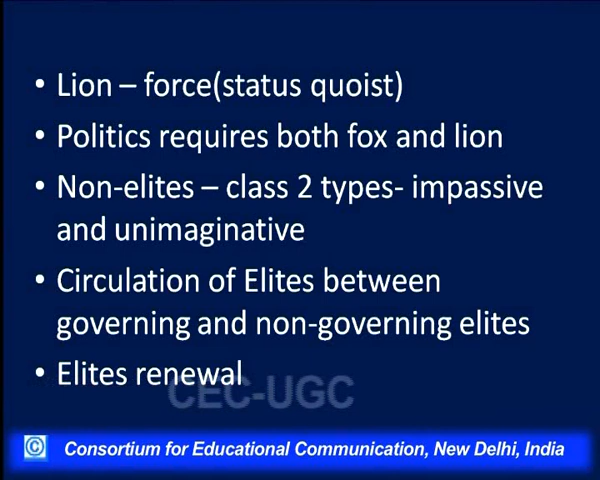 • Lion – force(status quoist)
• Politics requires both fox and lion
• Non-elites – class 2 types- impassive
and unimaginative
• Circulation of Elites between
governing and non-governing elites
• Elites renewal
CEC-UGC
© Consortium for Educational Communication, New Delhi, India